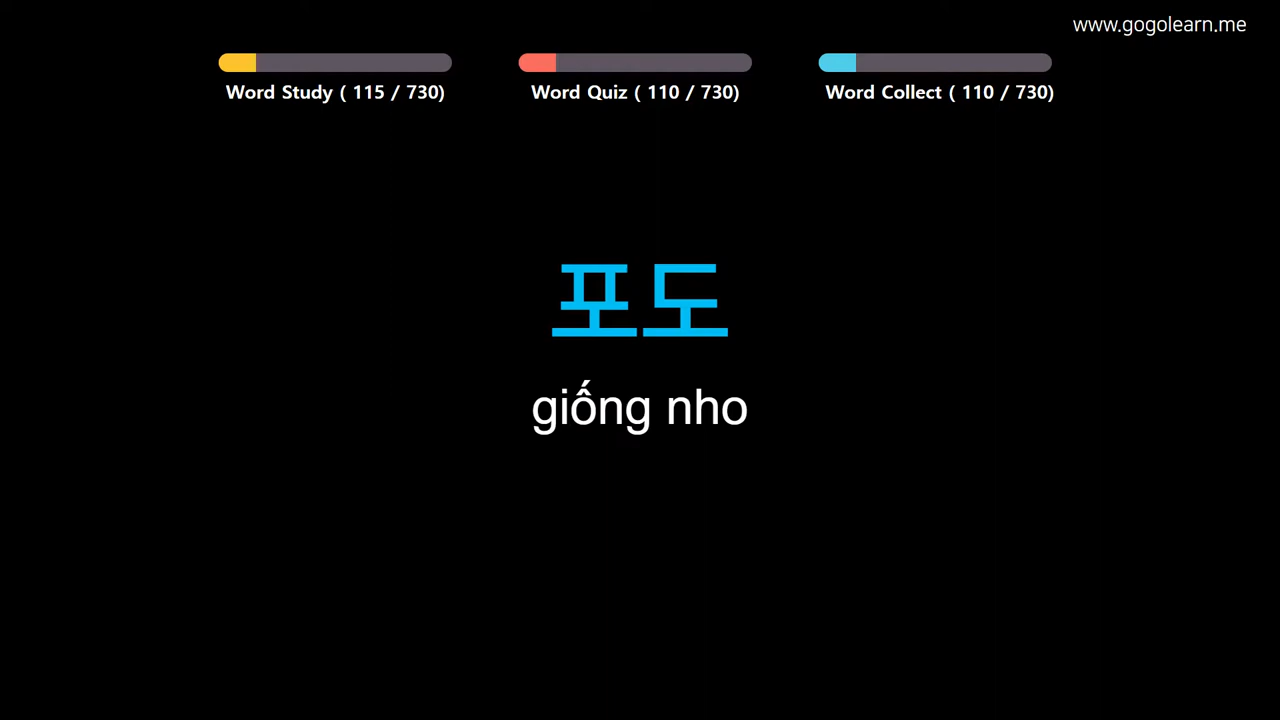 www.gogolearn.me
Word Study ( 115 / 730)
Word Quiz ( 110 / 730)
Word Collect ( 110 / 730)
포도
giống nho